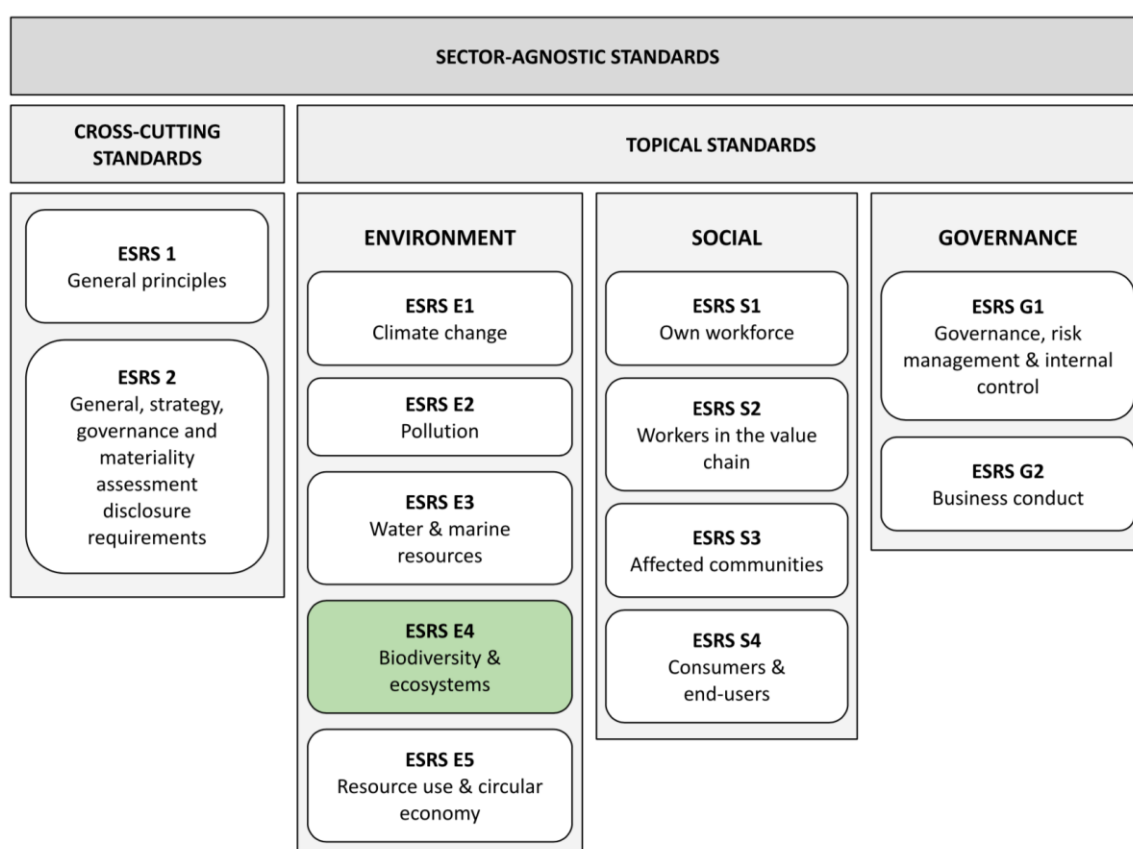 SECTOR-AGNOSTIC STANDARDS
CROSS-CUTTING
STANDARDS
TOPICAL STANDARDS
ESRS 1
General principles
ESRS 2
General, strategy,
governance and
materiality
assessment
disclosure
requirements
ENVIRONMENT
ESRS E1
Climate change
ESRS E2
Pollution
ESRS E3
Water & marine
resources
ESRS E4
Biodiversity &
ecosystems
ESRS E5
Resource use & circular
economy
SOCIAL
ESRS S1
Own workforce
ESRS S2
Workers in the value
chain
ESRS S3
Affected communities
ESRS S4
Consumers &
end-users
GOVERNANCE
ESRS G1
Governance, risk
management & internal
control
ESRS G2
Business conduct